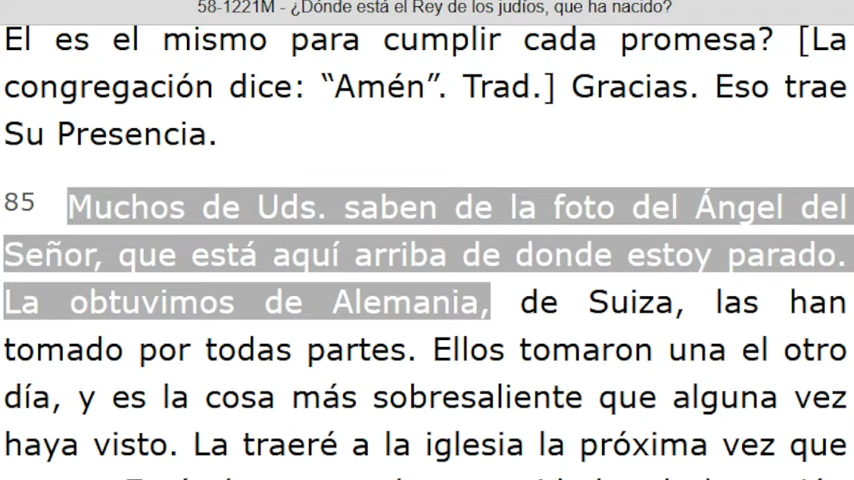 58-1221M - ¿Dónde está el Rey de los judíos, que ha nacido?
El es el mismo para cumplir cada promesa? [La
congregación dice: “Amén”. Trad.] Gracias. Eso trae
Su Presencia.
85 Muchos de Uds. saben de la foto del Ángel del
Señor, que está aquí arriba de donde estoy parado.
La obtuvimos de Alemania, de Suiza, las han
tomado por todas partes. Ellos tomaron una el otro
día, y es la cosa más sobresaliente que alguna vez
haya visto. La traeré a la iglesia la próxima vez que